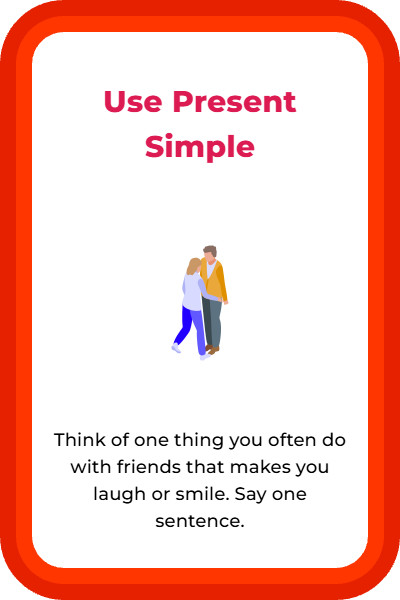 Use Present
Simple
Think of one thing you often do
with friends that makes you
laugh or smile. Say one
sentence.